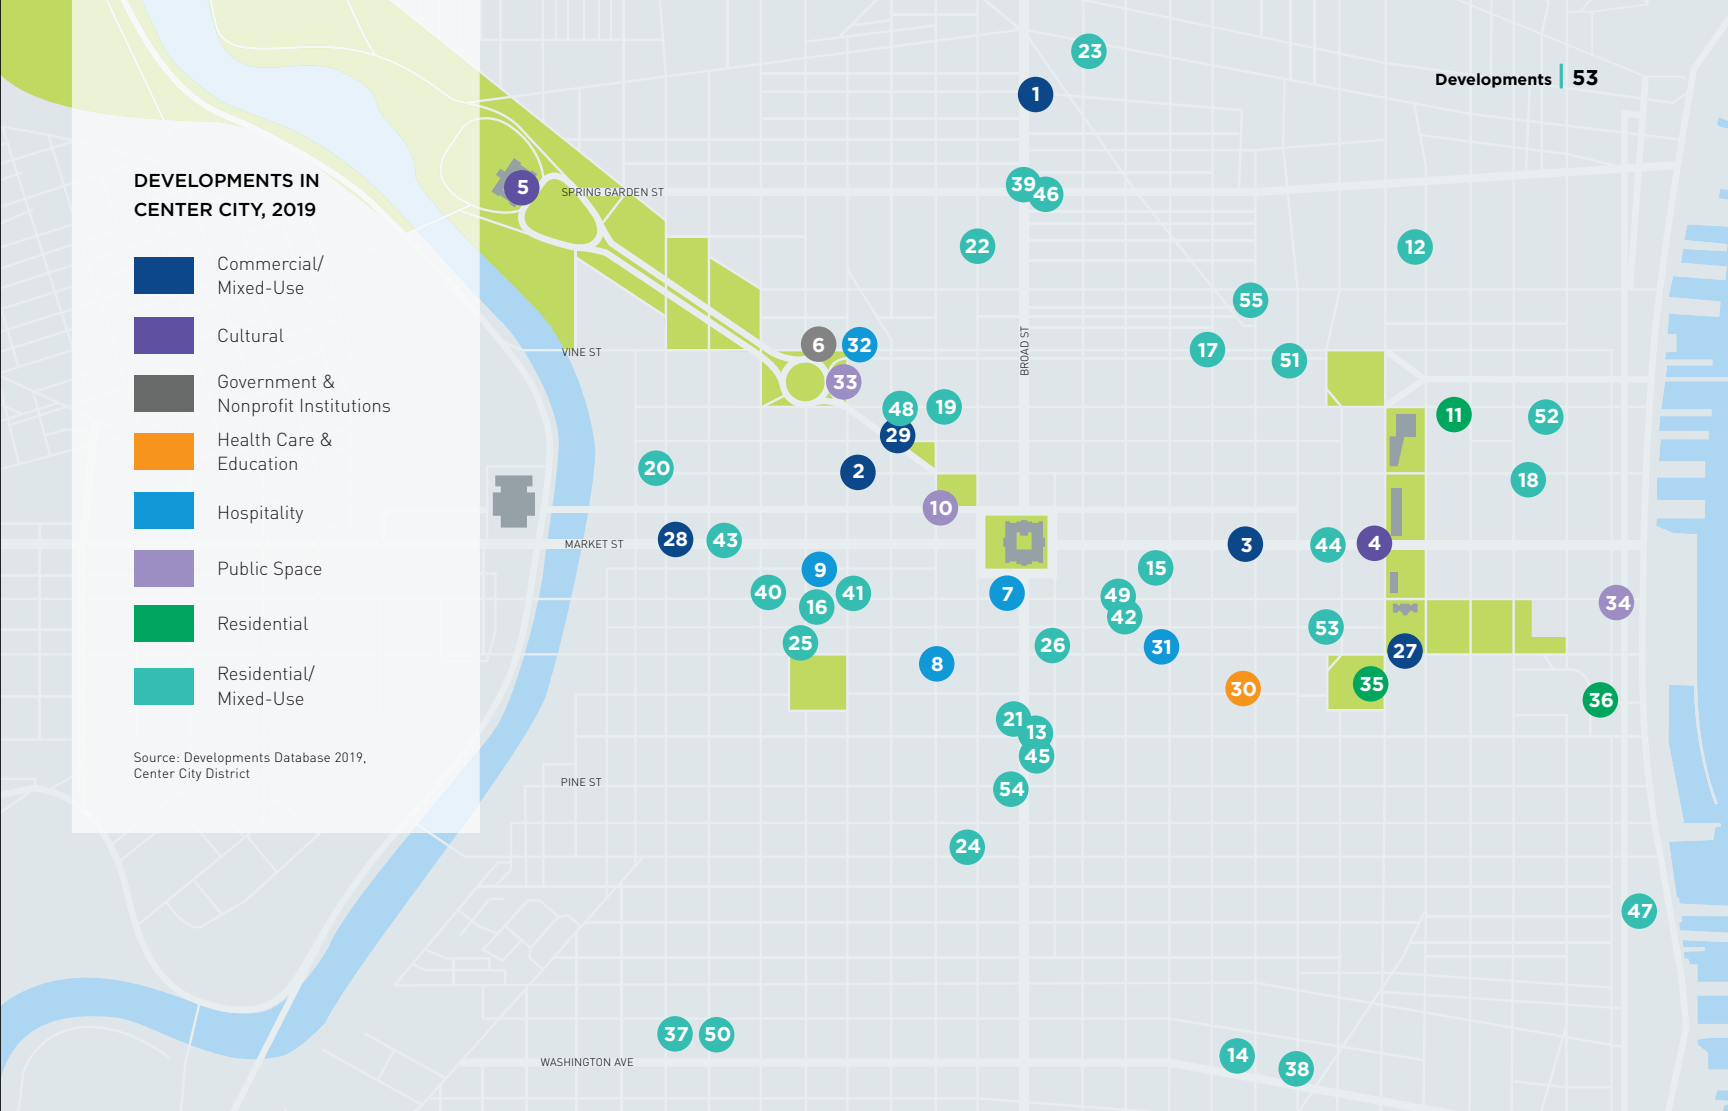 23
Developments | 53
1
DEVELOPMENTS IN
CENTER CITY, 2019
5
SPRING GARDEN ST
39
46
22
12
Commercial/
Mixed-Use
Cultural
Government &
Nonprofit Institutions
Health Care &
Education
Hospitality
Public Space
Residential
Residential/
Mixed-Use
Source: Developments Database 2019,
Center City District
55
VINE ST
6
32
BROAD ST
17
51
33
48
19
11
52
29
20
2
18
10
28
43
MARKET ST
3
44
4
9
15
40
41
7
49
34
16
42
53
25
26
31
27
8
30
35
36
21
13
45
PINE ST
54
24
47
37
50
WASHINGTON AVE
14
38